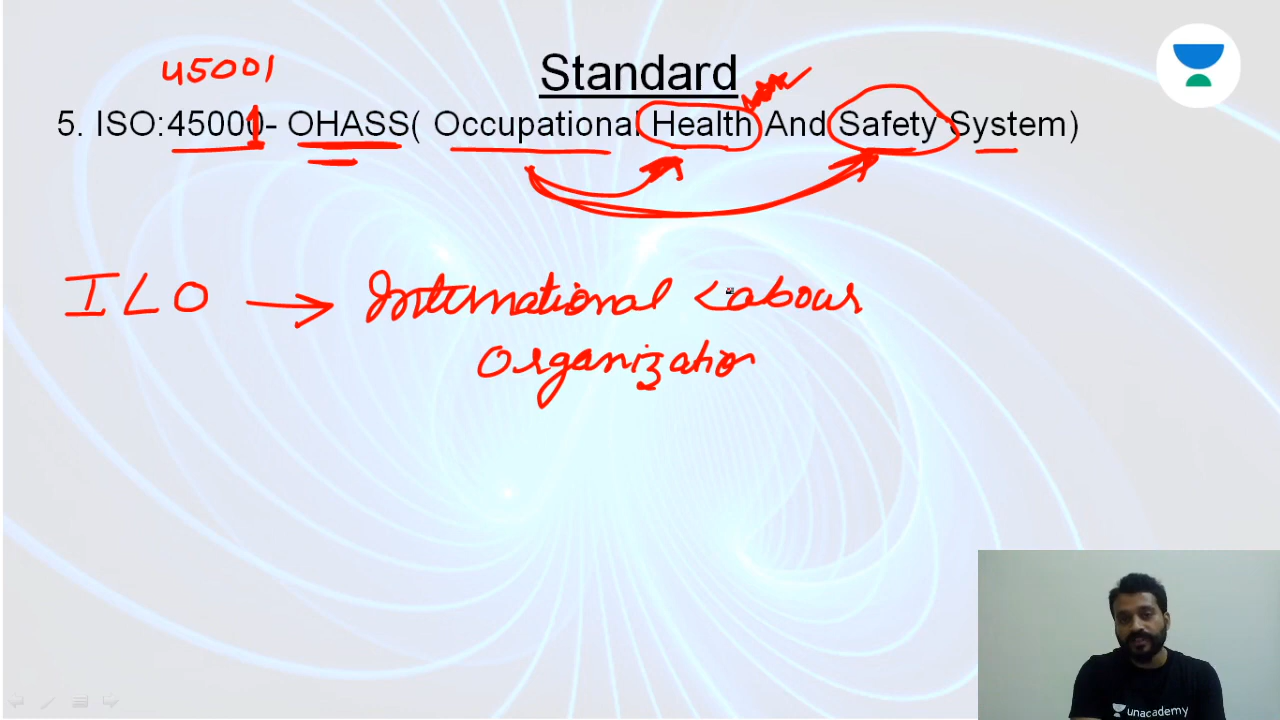 45001
Standard
5. ISO:45000- OHASS( Occupational Health And Safety System)
ILO → International Labour
Organization
unacademy